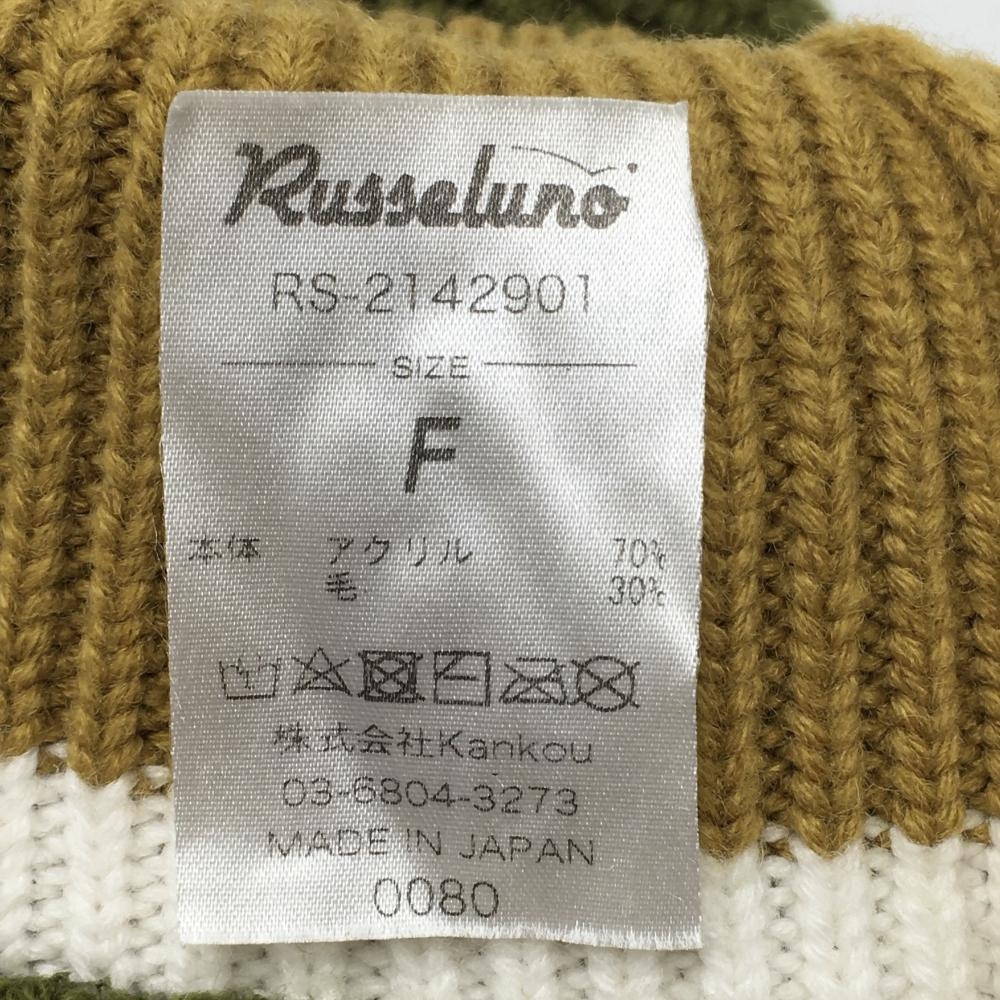 Russeluno
RS-2142901
SIZE
F
本体 アクリル 70%
毛 30%
株式会社Kankou
03-6804-3273
MADE IN JAPAN
0080